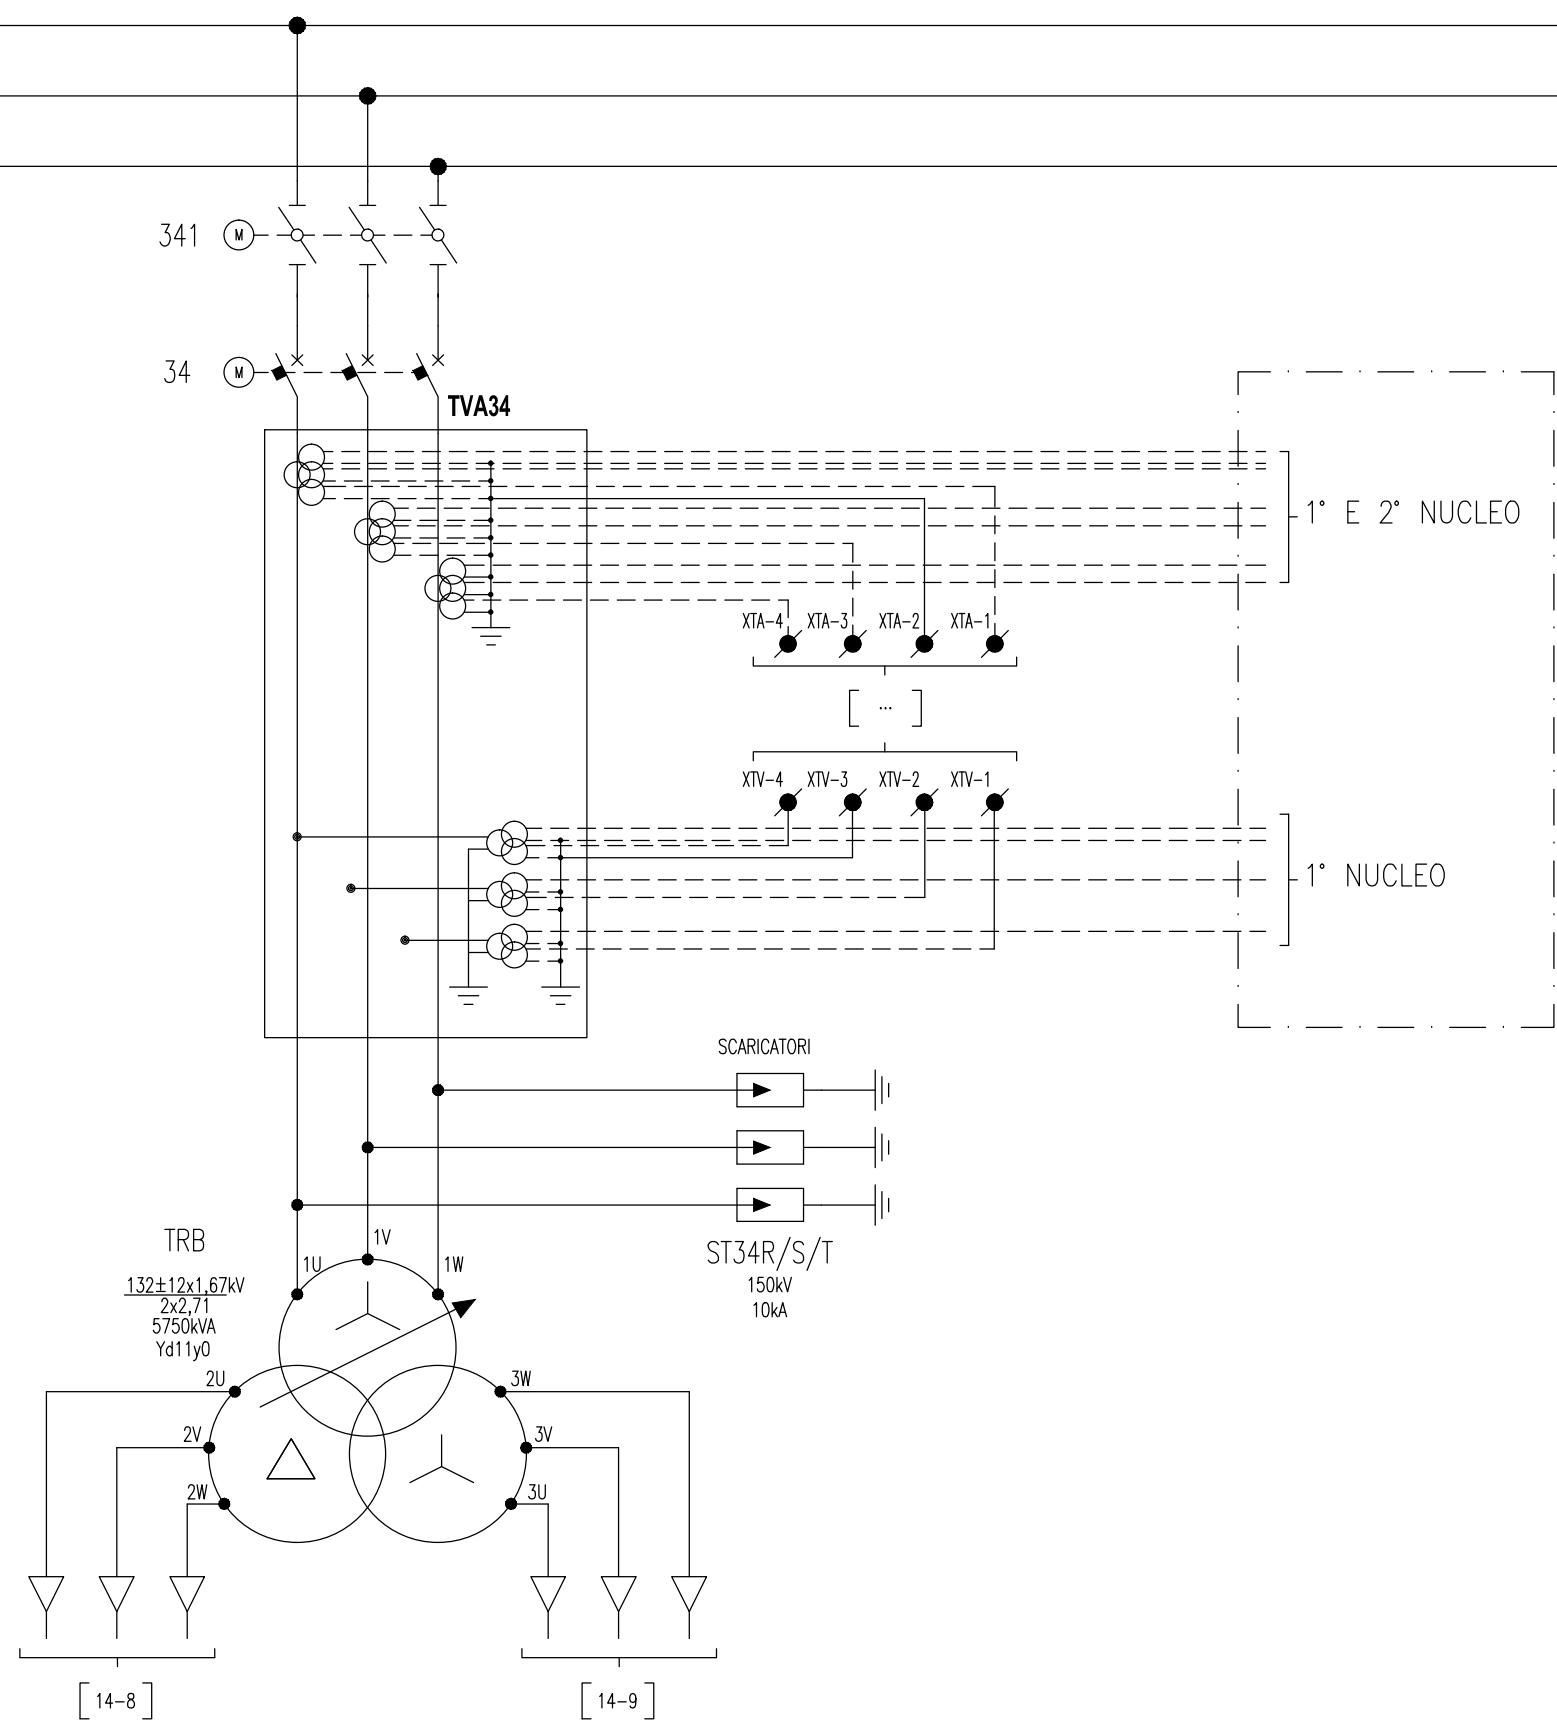 341 M
34 M
TVA34
1° E 2° NUCLEO
XTA-4 XTA-3 XTA-2 XTA-1
[ ... ]
XTV-4 XTV-3 XTV-2 XTV-1
1° NUCLEO
SCARICATORI
ST34R/S/T
150kV
10kA
TRB
132±12x1,67kV
2x2,71
5750kVA
Yd11y0
1U 1V 1W
2U 3W
2V 3V
2W 3U
[14-8] [14-9]